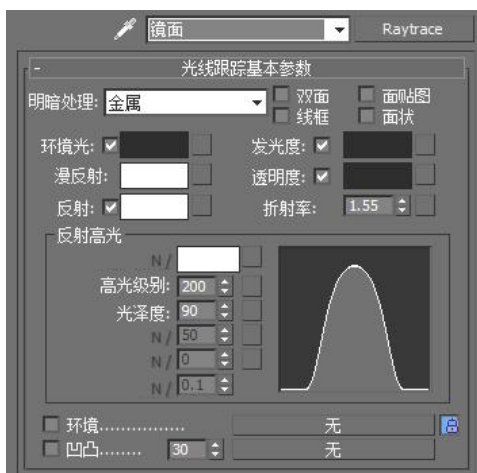 镜面 Raytrace
- 光线跟踪基本参数
明暗处理: 金属 双面 面贴图
线框 面状
环境光: 发光度:
漫反射: 透明度:
反射: 折射率: 1.55
反射高光
N /
高光级别: 200
光泽度: 90
N / 50
N / 0
N / 0.1
环境................ 无
凹凸........ 30 无